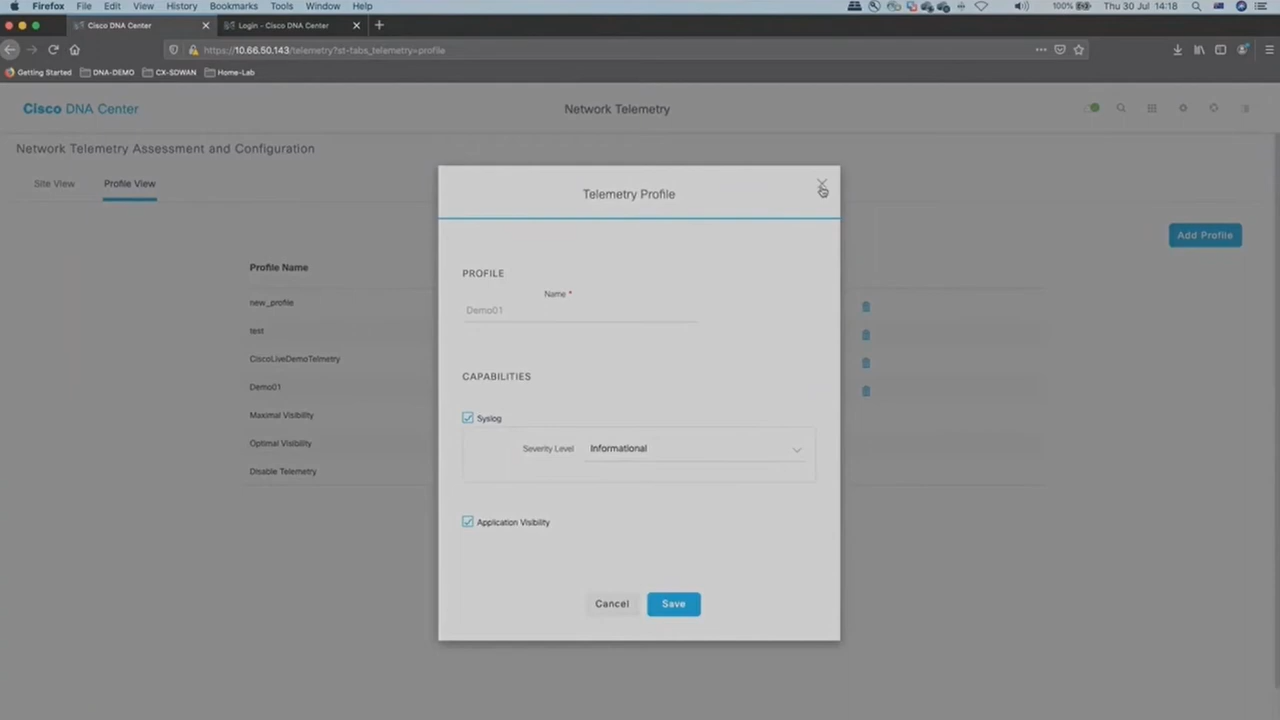 Firefox File Edit View History Bookmarks Tools Window Help 100% Thu 30 Jul 14:18
Cisco DNA Center Login - Cisco DNA Center
https://10.66.50.143/telemetry?st-tabs_telemetry=profile
Getting Started DNA-DEMO CX-SDWAN Home-Lab
Cisco DNA Center Network Telemetry
Network Telemetry Assessment and Configuration
Site View Profile View
Telemetry Profile
Add Profile
Profile Name
new_profile
test
CiscoLiveDemoTelmetry
Demo01
Maximal Visibility
Optimal Visibility
Disable Telemetry
PROFILE
Name *
Demo01
CAPABILITIES
Syslog
Severity Level Informational
Application Visibility
Cancel Save